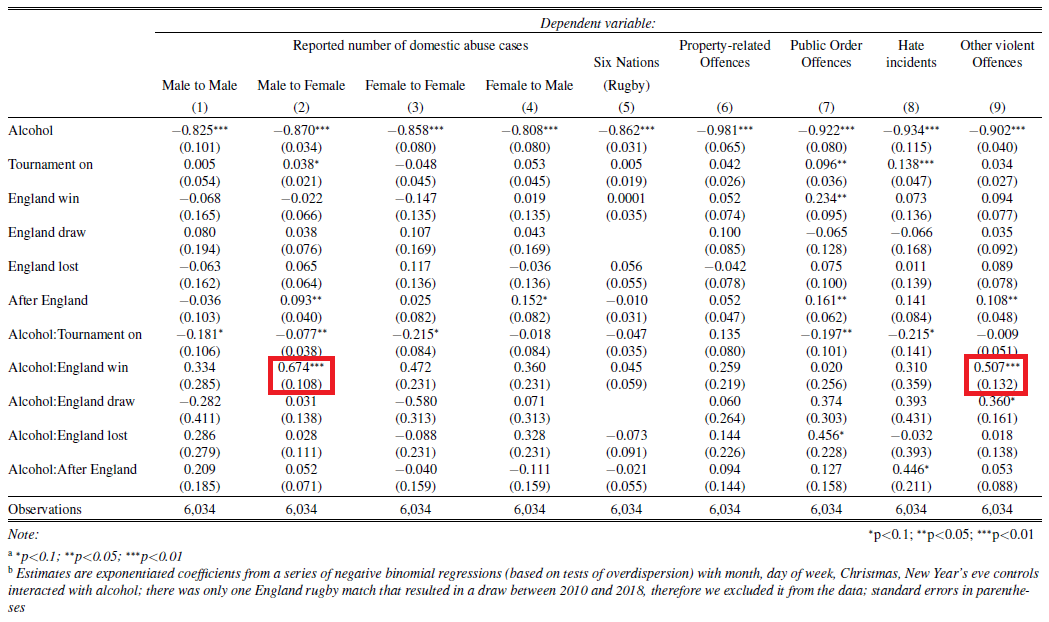 Dependent variable:
Reported number of domestic abuse cases Property-related Public Order Hate Other violent
Six Nations Offences Offences incidents Offences
Male to Male Male to Female Female to Female Female to Male (Rugby)
(1) (2) (3) (4) (5) (6) (7) (8) (9)
Alcohol −0.825*** −0.870*** −0.858*** −0.808*** −0.862*** −0.981*** −0.922*** −0.934*** −0.902***
(0.101) (0.034) (0.080) (0.080) (0.031) (0.065) (0.080) (0.115) (0.040)
Tournament on 0.005 0.038* −0.048 0.053 0.005 0.042 0.096** 0.138*** 0.034
(0.054) (0.021) (0.045) (0.045) (0.019) (0.026) (0.036) (0.047) (0.027)
England win −0.068 −0.022 −0.147 0.019 0.0001 0.052 0.234** 0.073 0.094
(0.165) (0.066) (0.135) (0.135) (0.035) (0.074) (0.095) (0.136) (0.077)
England draw 0.080 0.038 0.107 0.043 0.100 −0.065 −0.066 0.035
(0.194) (0.076) (0.169) (0.169) (0.085) (0.128) (0.168) (0.092)
England lost −0.063 0.065 0.117 −0.036 0.056 −0.042 0.075 0.011 0.089
(0.162) (0.064) (0.136) (0.136) (0.055) (0.078) (0.100) (0.139) (0.078)
After England −0.036 0.093** 0.025 0.152* −0.010 0.052 0.161** 0.141 0.108**
(0.103) (0.040) (0.082) (0.082) (0.031) (0.047) (0.062) (0.084) (0.048)
Alcohol:Tournament on −0.181* −0.077** −0.215* −0.018 −0.047 0.135 −0.197** −0.215* −0.009
(0.106) (0.038) (0.084) (0.084) (0.035) (0.080) (0.101) (0.141) (0.051)
Alcohol:England win 0.334 0.674*** 0.472 0.360 0.045 0.259 0.020 0.310 0.507***
(0.285) (0.108) (0.231) (0.231) (0.059) (0.219) (0.256) (0.359) (0.132)
Alcohol:England draw −0.282 0.031 −0.580 0.071 0.060 0.374 0.393 0.360*
(0.411) (0.138) (0.313) (0.313) (0.264) (0.303) (0.431) (0.161)
Alcohol:England lost 0.286 0.028 −0.088 0.328 −0.073 0.144 0.456* −0.032 0.018
(0.279) (0.111) (0.231) (0.231) (0.091) (0.226) (0.228) (0.393) (0.138)
Alcohol:After England 0.209 0.052 −0.040 −0.111 −0.021 0.094 0.127 0.446* 0.053
(0.185) (0.071) (0.159) (0.159) (0.055) (0.144) (0.158) (0.211) (0.088)
Observations 6,034 6,034 6,034 6,034 6,034 6,034 6,034 6,034 6,034
Note: *p<0.1; **p<0.05; ***p<0.01
a *p<0.1; **p<0.05; ***p<0.01
b Estimates are exponentiated coefficients from a series of negative binomial regressions (based on tests of overdispersion) with month, day of week, Christmas, New Year's eve controls
interacted with alcohol; there was only one England rugby match that resulted in a draw between 2010 and 2018, therefore we excluded it from the data; standard errors in parenthe-
ses